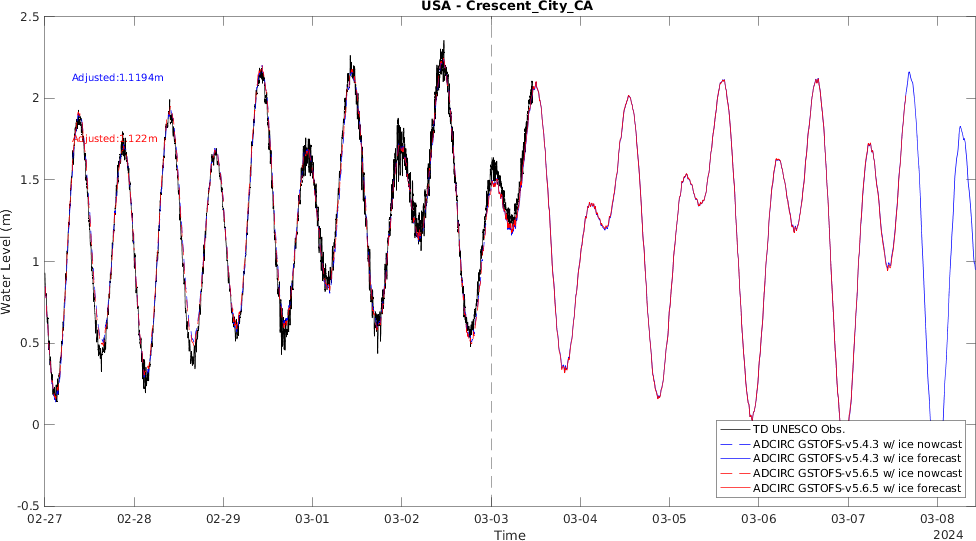 USA - Crescent_City_CA
2.5
2
1.5
1
0.5
0
-0.5
Water Level (m)
Adjusted:1.1194m
Adjusted:1.122m
TD UNESCO Obs.
ADCIRC GSTOFS-v5.4.3 w/ ice nowcast
ADCIRC GSTOFS-v5.4.3 w/ ice forecast
ADCIRC GSTOFS-v5.6.5 w/ ice nowcast
ADCIRC GSTOFS-v5.6.5 w/ ice forecast
02-27 02-28 02-29 03-01 03-02 03-03 03-04 03-05 03-06 03-07 03-08
Time
2024